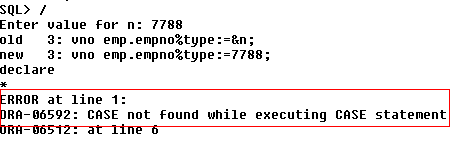 SQL> /
Enter value for n: 7788
old   3: vno emp.empno%type:=&n;
new   3: vno emp.empno%type:=7788;
declare
*
ERROR at line 1:
ORA-06592: CASE not found while executing CASE statement
ORA-06512: at line 6